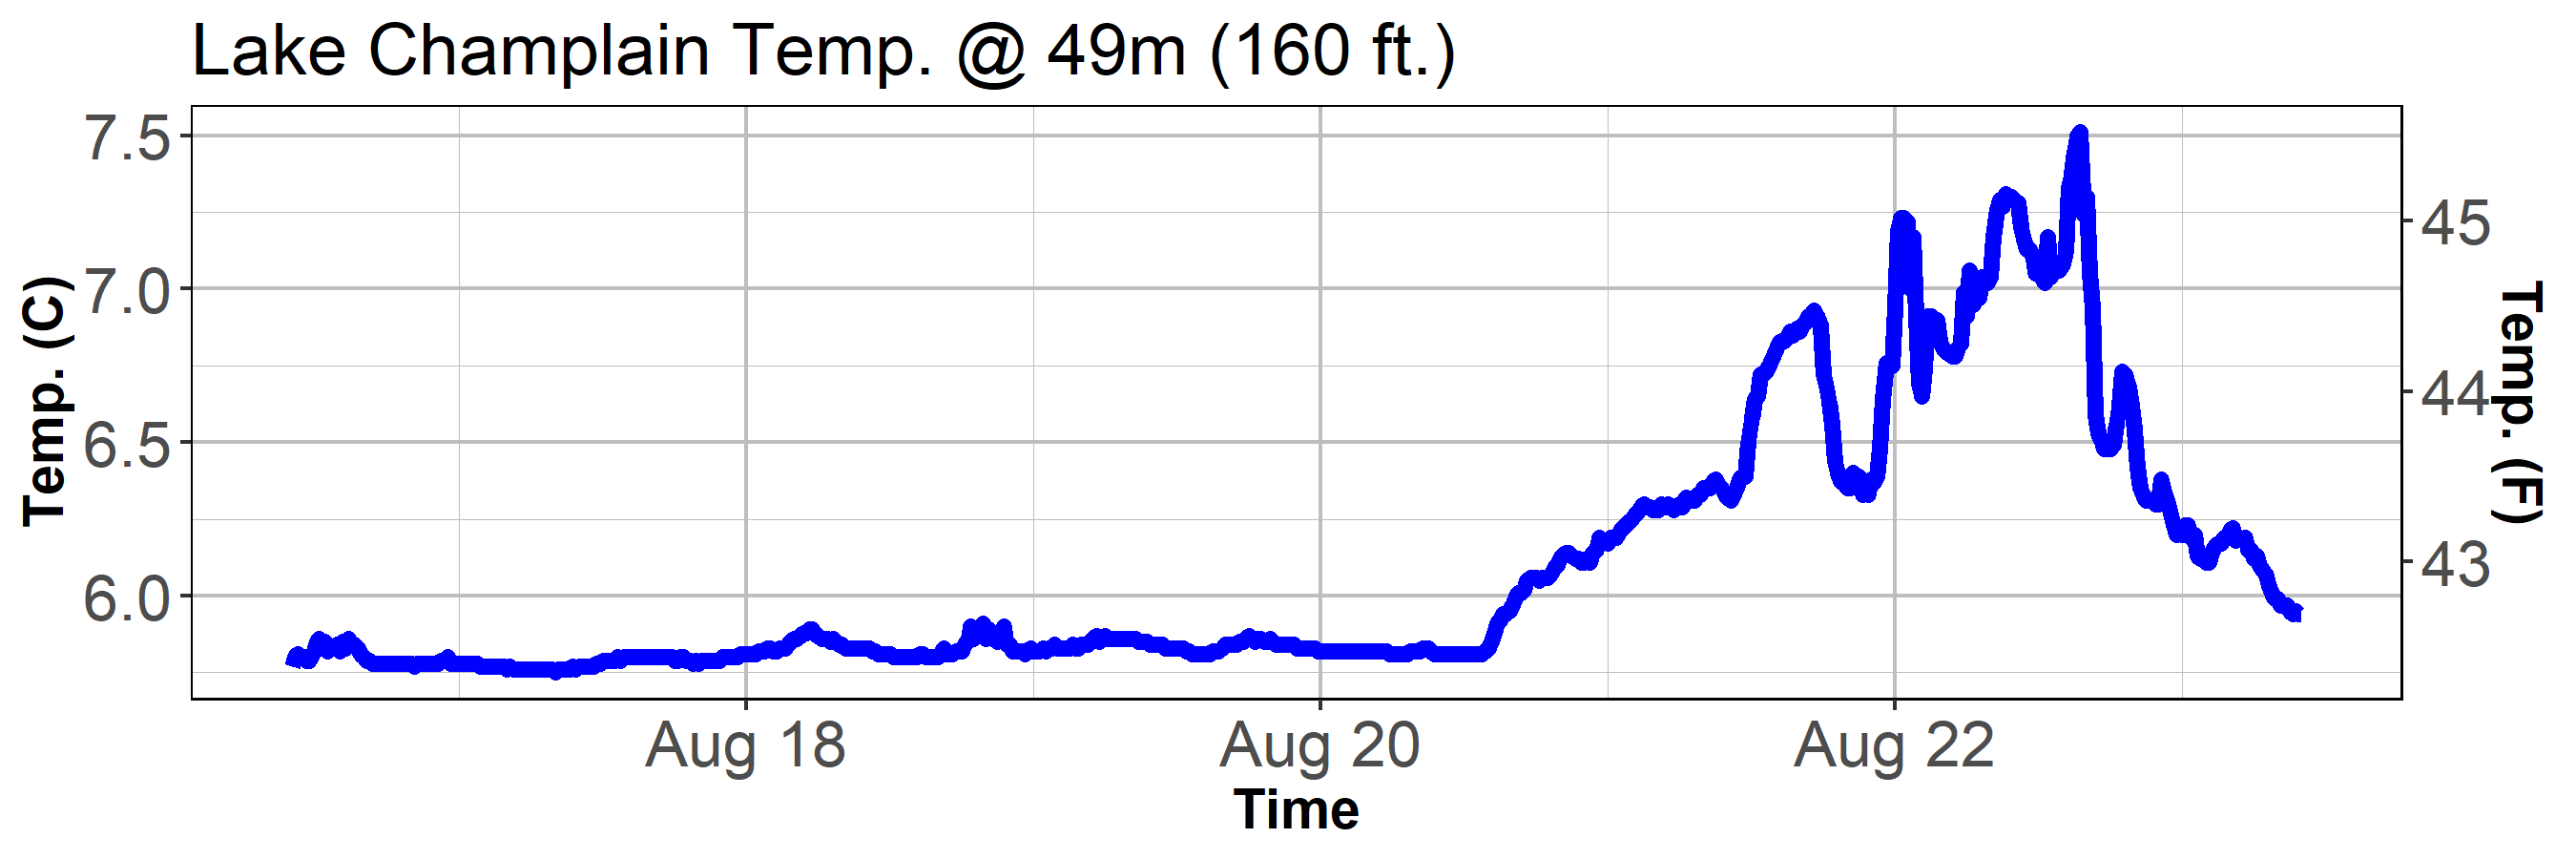 Lake Champlain Temp. @ 49m (160 ft.)
7.5
7.0
6.5
6.0
Temp. (C)
45
44
43
Temp. (F)
Aug 18 Aug 20 Aug 22
Time